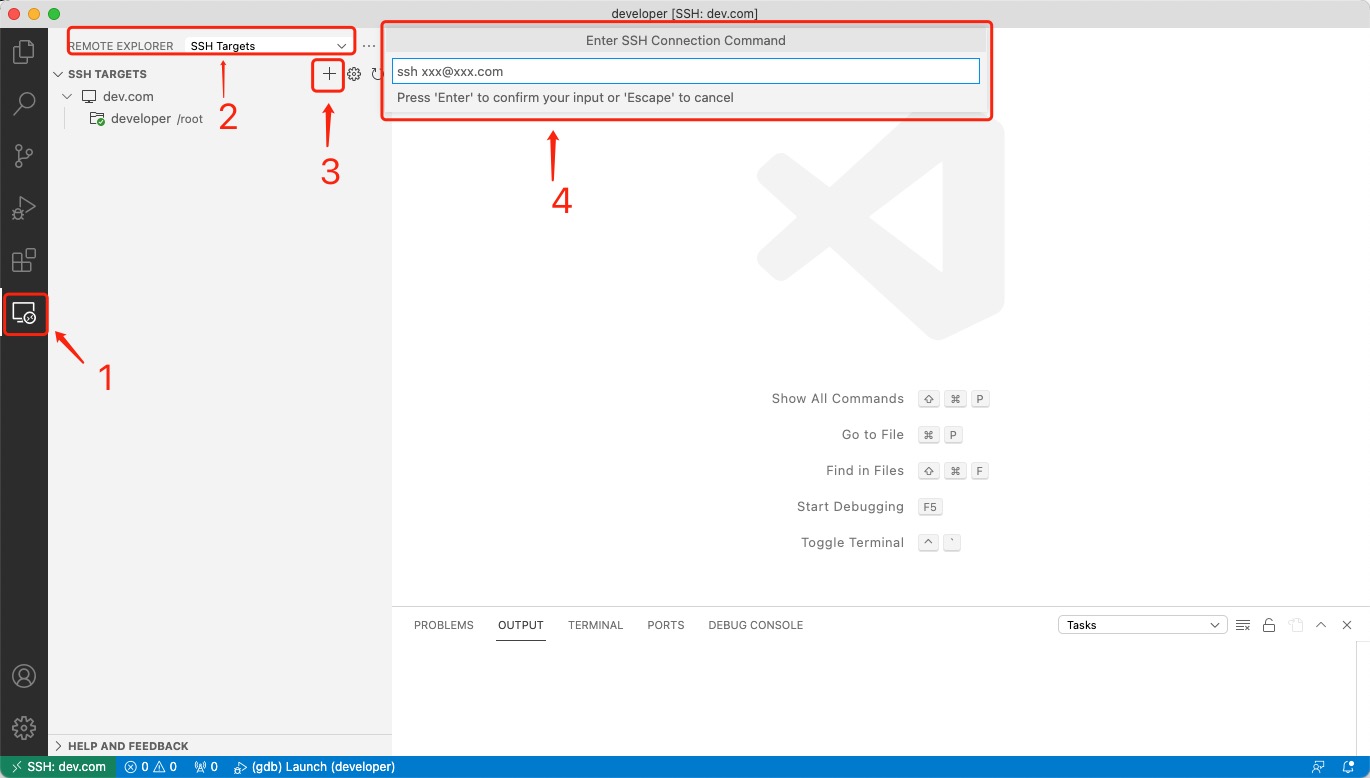 developer [SSH: dev.com]
REMOTE EXPLORER
SSH Targets
SSH TARGETS
dev.com
developer /root
Enter SSH Connection Command
ssh xxx@xxx.com
Press 'Enter' to confirm your input or 'Escape' to cancel
1
2
3
4
Show All Commands ⇧ ⌘ P
Go to File ⌘ P
Find in Files ⇧ ⌘ F
Start Debugging F5
Toggle Terminal ^ `
PROBLEMS OUTPUT TERMINAL PORTS DEBUG CONSOLE
Tasks
HELP AND FEEDBACK
SSH: dev.com 0 0 0 (gdb) Launch (developer)